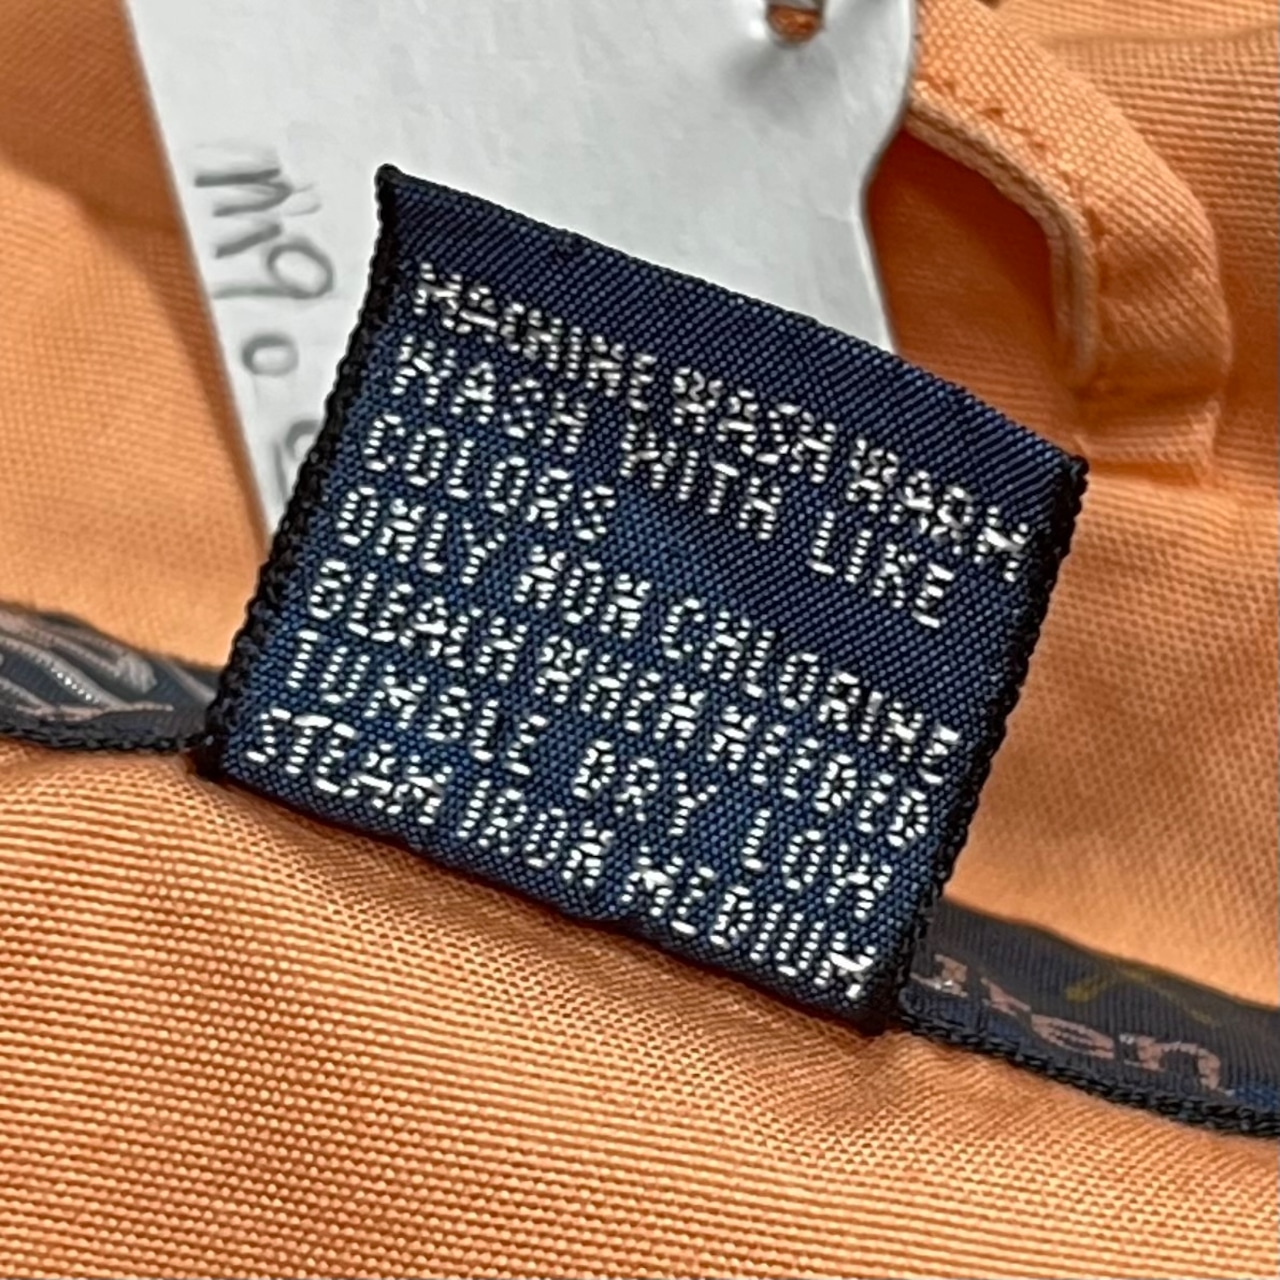 MACHINE WASH WARM
WASH WITH LIKE
COLORS
ONLY NON CHLORINE
BLEACH WHEN NEEDED
TUMBLE DRY LOW
STEAM IRON MEDIUM